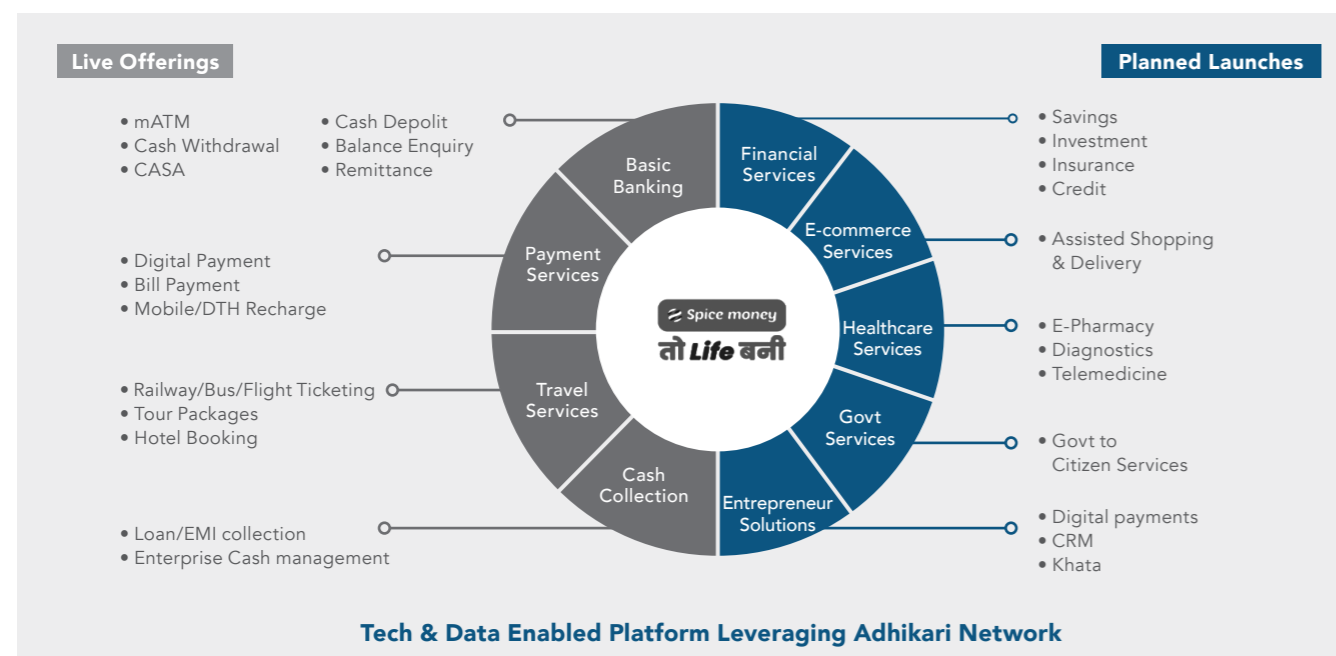 Live Offerings
Planned Launches
• mATM
• Cash Withdrawal
• CASA
• Cash Depolit
• Balance Enquiry
• Remittance
• Digital Payment
• Bill Payment
• Mobile/DTH Recharge
• Railway/Bus/Flight Ticketing
• Tour Packages
• Hotel Booking
• Loan/EMI collection
• Enterprise Cash management
Basic
Banking
Payment
Services
Travel
Services
Cash
Collection
Financial
Services
E-commerce
Services
Healthcare
Services
Govt
Services
Entrepreneur
Solutions
Spice money
तो Life बनी
• Savings
• Investment
• Insurance
• Credit
• Assisted Shopping
& Delivery
• E-Pharmacy
• Diagnostics
• Telemedicine
• Govt to
Citizen Services
• Digital payments
• CRM
• Khata
Tech & Data Enabled Platform Leveraging Adhikari Network